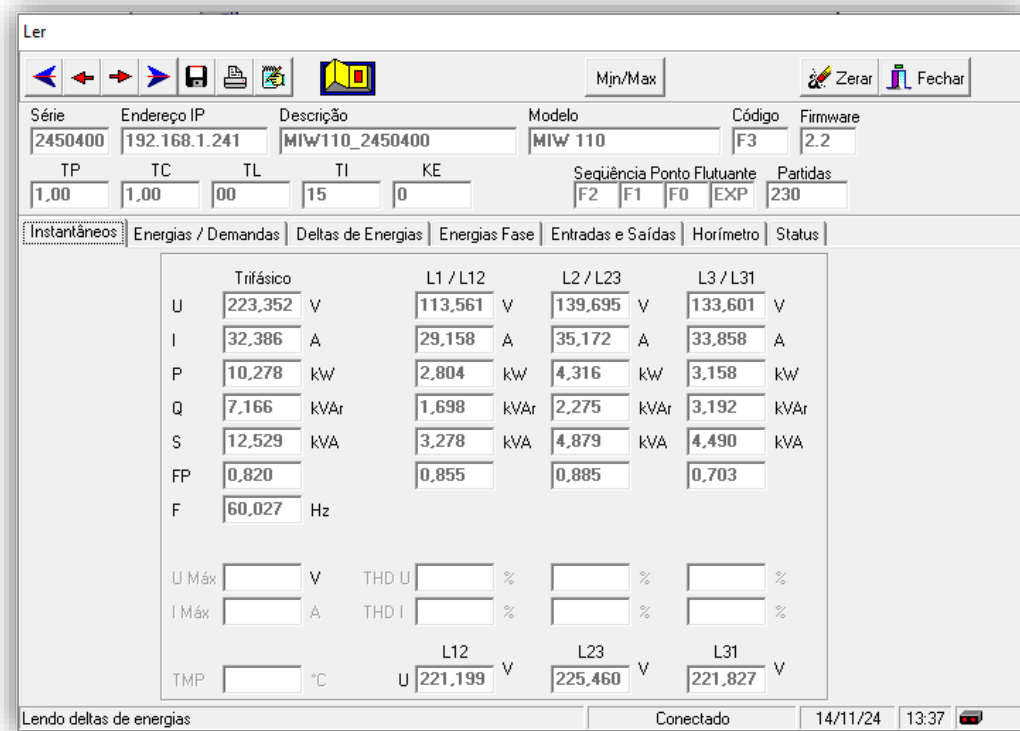 Ler
Min/Max Zerar Fechar
Série Endereço IP Descrição Modelo Código Firmware
2450400 192.168.1.241 MIW110_2450400 MIW 110 F3 2.2
TP TC TL TI KE Seqüência Ponto Flutuante Partidas
1,00 1,00 00 15 0 F2 F1 F0 EXP 230
Instantâneos Energias / Demandas Deltas de Energias Energias Fase Entradas e Saídas Horímetro Status
Trifásico L1 / L12 L2 / L23 L3 / L31
U 223,352 V 113,561 V 139,695 V 133,601 V
I 32,386 A 29,158 A 35,172 A 33,858 A
P 10,278 kW 2,804 kW 4,316 kW 3,158 kW
Q 7,166 kVAr 1,698 kVAr 2,275 kVAr 3,192 kVAr
S 12,529 kVA 3,278 kVA 4,879 kVA 4,490 kVA
FP 0,820 0,855 0,885 0,703
F 60,027 Hz
U Máx V THD U % % %
I Máx A THD I % % %
L12 L23 L31
TMP °C U 221,199 V 225,460 V 221,827 V
Lendo deltas de energias Conectado 14/11/24 13:37